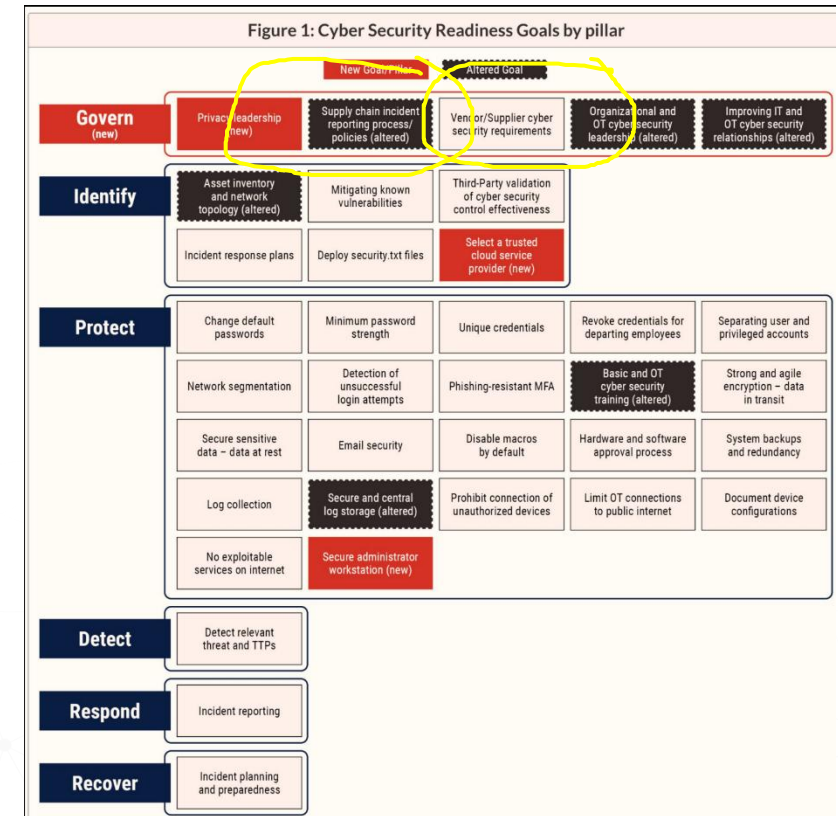 Figure 1: Cyber Security Readiness Goals by pillar
New Goal/Pillar
Altered Goal
Govern
(new)
Privacy leadership
(new)
Supply chain incident
reporting process/
policies (altered)
Vendor/Supplier cyber
security requirements
Organizational and
OT cyber security
leadership (altered)
Improving IT and
OT cyber security
relationships (altered)
Identify
Asset inventory
and network
topology (altered)
Mitigating known
vulnerabilities
Third-Party validation
of cyber security
control effectiveness
Incident response plans
Deploy security.txt files
Select a trusted
cloud service
provider (new)
Protect
Change default
passwords
Minimum password
strength
Unique credentials
Revoke credentials for
departing employees
Separating user and
privileged accounts
Network segmentation
Detection of
unsuccessful
login attempts
Phishing-resistant MFA
Basic and OT
cyber security
training (altered)
Strong and agile
encryption – data
in transit
Secure sensitive
data – data at rest
Email security
Disable macros
by default
Hardware and software
approval process
System backups
and redundancy
Log collection
Secure and central
log storage (altered)
Prohibit connection of
unauthorized devices
Limit OT connections
to public internet
Document device
configurations
No exploitable
services on internet
Secure administrator
workstation (new)
Detect
Detect relevant
threat and TTPs
Respond
Incident reporting
Recover
Incident planning
and preparedness